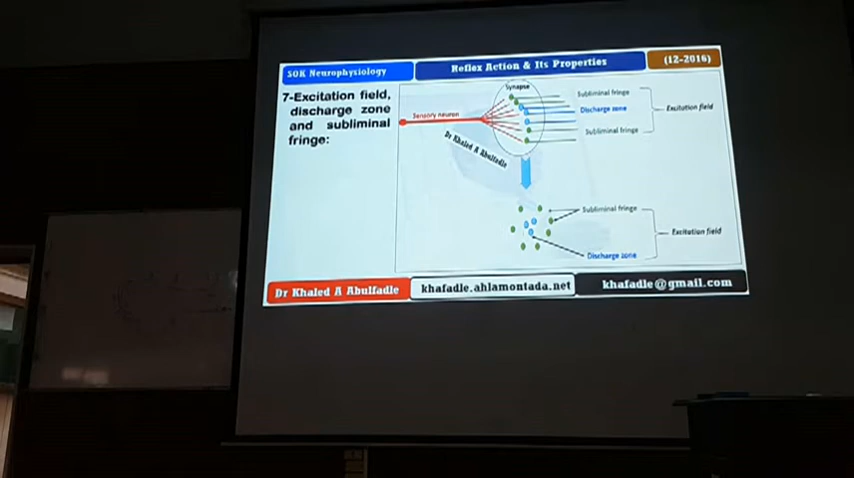 SOK Neurophysiology
Reflex Action & Its Properties
(12-2016)
7-Excitation field,
discharge zone
and subliminal
fringe:
Synapse
Sensory neuron
Dr Khaled A Abulfadle
Subliminal fringe
Discharge zone
Subliminal fringe
Excitation field
Subliminal fringe
Excitation field
Discharge zone
Dr Khaled A Abulfadle
khafadle.ahlamontada.net
khafadle@gmail.com